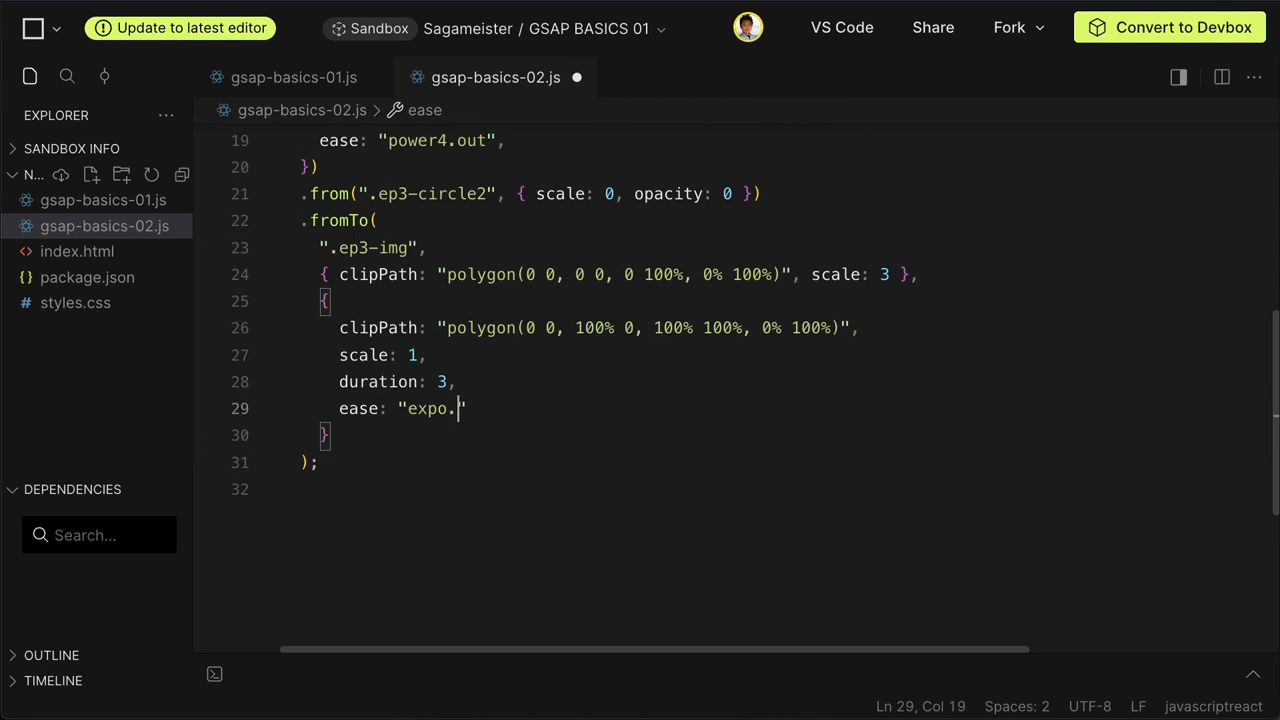 Update to latest editor
Sandbox
Sagameister / GSAP BASICS 01
VS Code
Share
Fork
Convert to Devbox
gsap-basics-01.js
gsap-basics-02.js
EXPLORER
gsap-basics-02.js > ease
SANDBOX INFO
N...
gsap-basics-01.js
gsap-basics-02.js
index.html
package.json
styles.css
DEPENDENCIES
Search...
OUTLINE
TIMELINE
19 ease: "power4.out",
20 })
21 .from(".ep3-circle2", { scale: 0, opacity: 0 })
22 .fromTo(
23 ".ep3-img",
24 { clipPath: "polygon(0 0, 0 0, 0 100%, 0% 100%)", scale: 3 },
25 {
26 clipPath: "polygon(0 0, 100% 0, 100% 100%, 0% 100%)",
27 scale: 1,
28 duration: 3,
29 ease: "expo."
30 }
31 );
32
Ln 29, Col 19
Spaces: 2
UTF-8
LF
javascriptreact